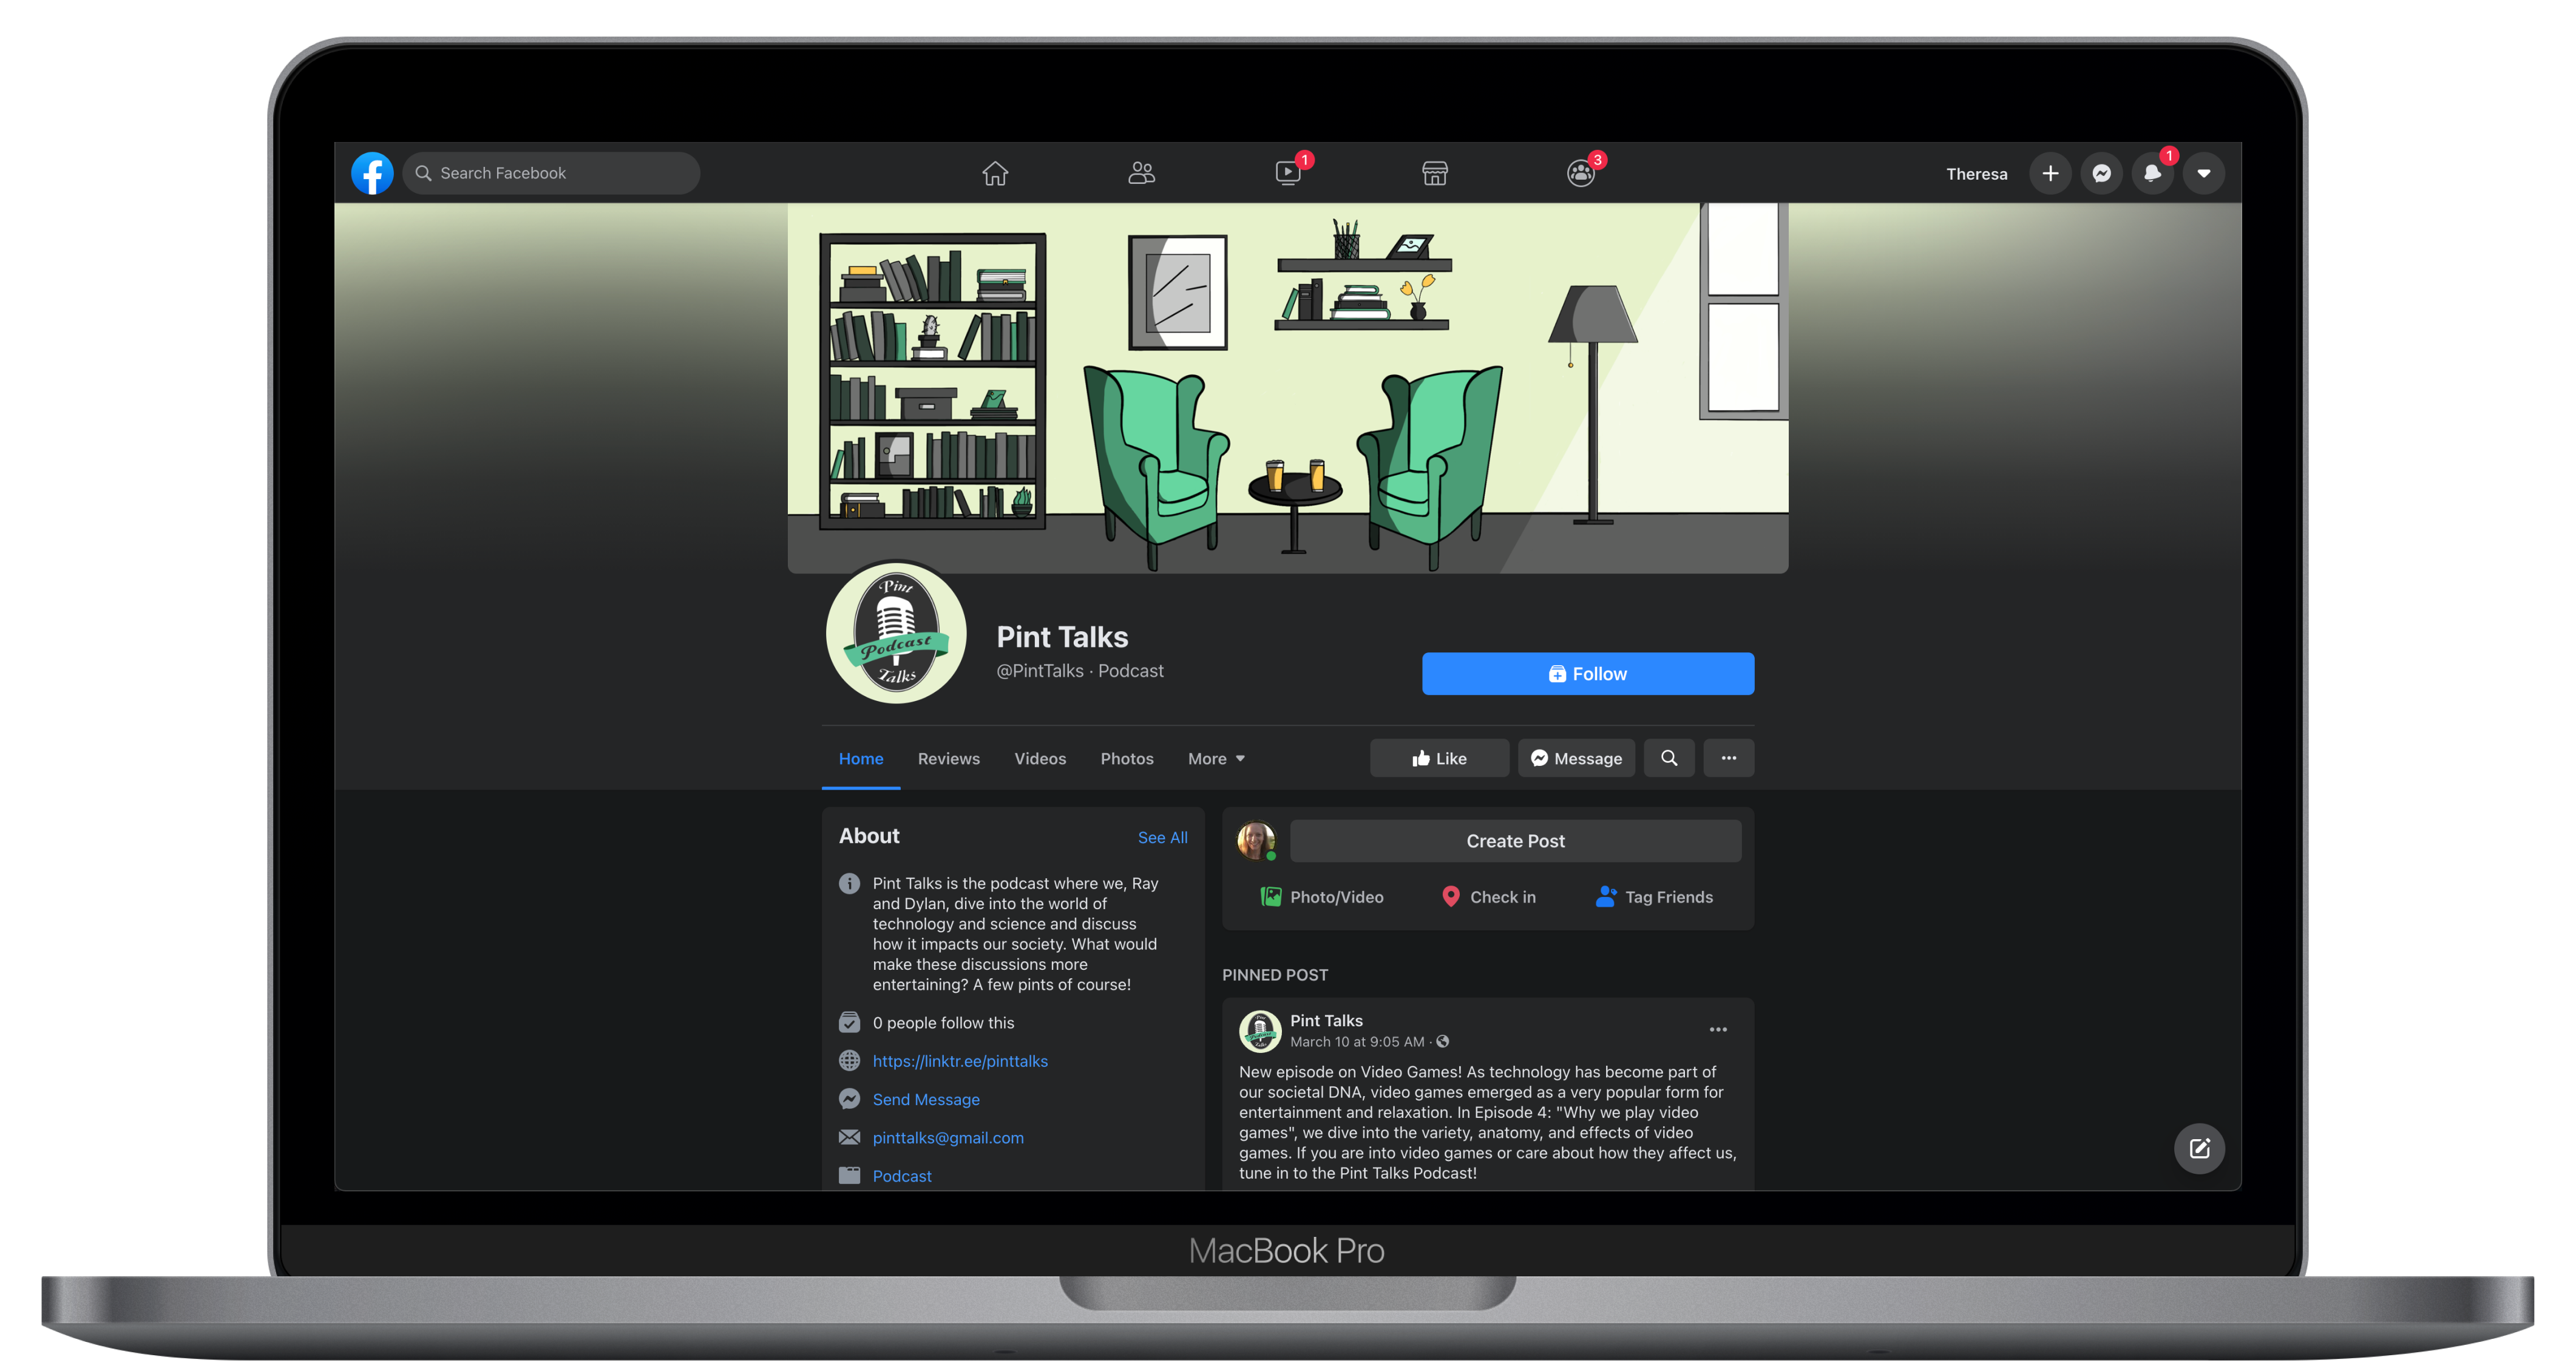 Search Facebook
1
3
Theresa
1
Pint
Podcast
Talks
Pint Talks
@PintTalks · Podcast
Follow
Home
Reviews
Videos
Photos
More
Like
Message
About
See All
Pint Talks is the podcast where we, Ray
and Dylan, dive into the world of
technology and science and discuss
how it impacts our society. What would
make these discussions more
entertaining? A few pints of course!
0 people follow this
https://linktr.ee/pinttalks
Send Message
pinttalks@gmail.com
Podcast
Create Post
Photo/Video
Check in
Tag Friends
PINNED POST
Pint Talks
March 10 at 9:05 AM ·
New episode on Video Games! As technology has become part of
our societal DNA, video games emerged as a very popular form for
entertainment and relaxation. In Episode 4: "Why we play video
games", we dive into the variety, anatomy, and effects of video
games. If you are into video games or care about how they affect us,
tune in to the Pint Talks Podcast!
MacBook Pro